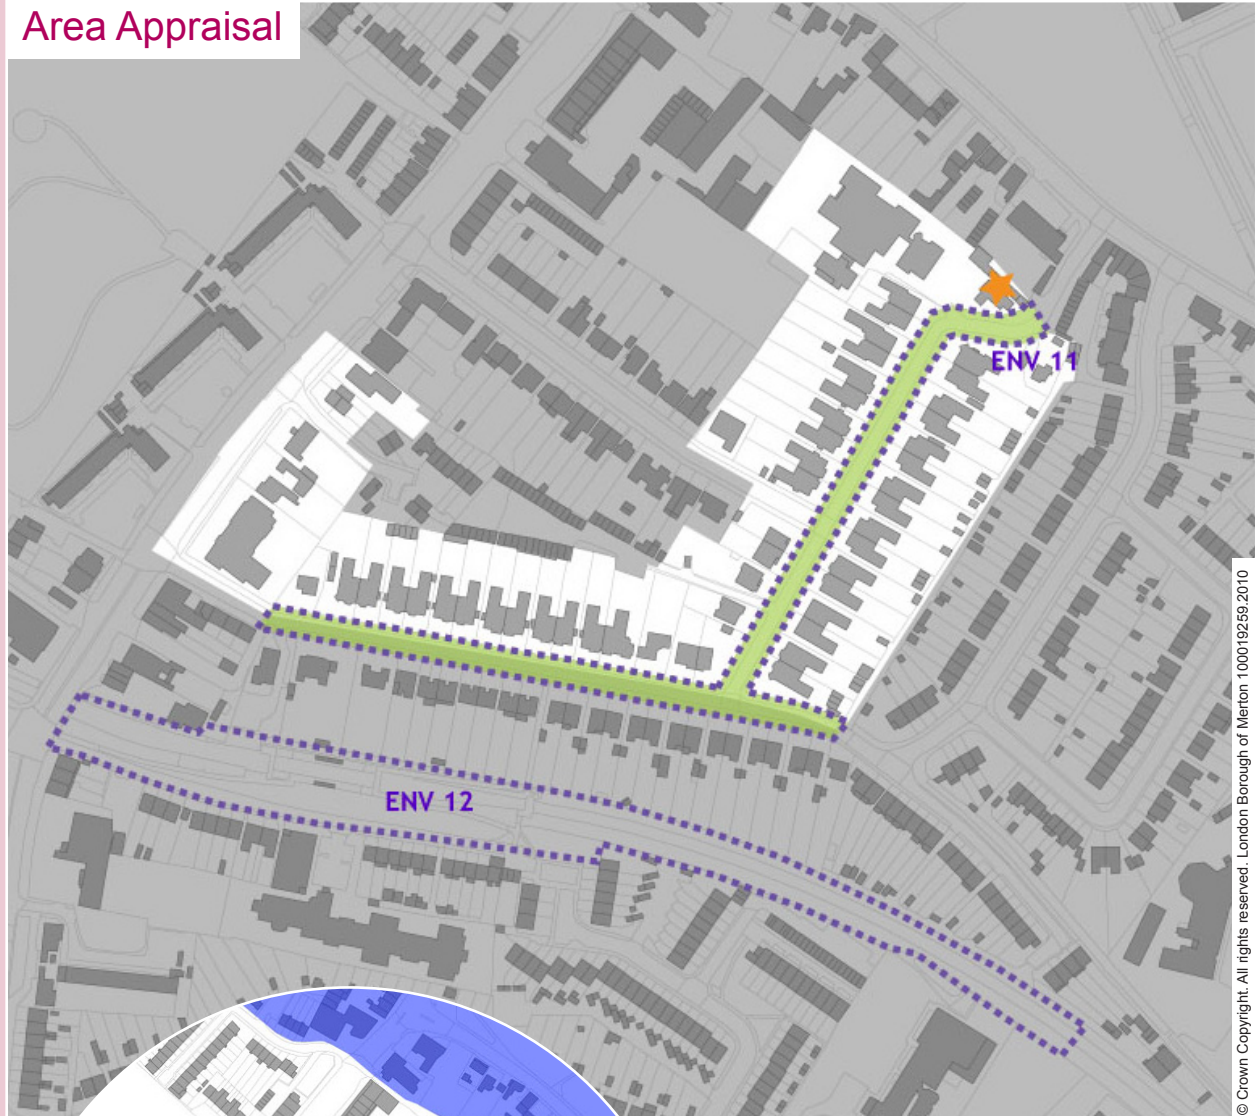 Area Appraisal
ENV 11
ENV 12
© Crown Copyright. All rights reserved. London Borough of Merton 100019259.2010